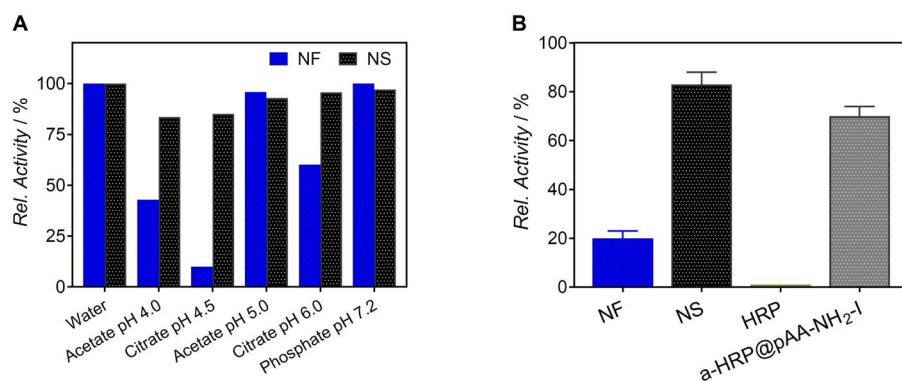 A
NF NS
Rel. Activity / %
100
75
50
25
0
Water
Acetate pH 4.0
Citrate pH 4.5
Acetate pH 5.0
Citrate pH 6.0
Phosphate pH 7.2
B
Rel. Activity / %
100
80
60
40
20
0
NF
NS
HRP
a-HRP@pAA-NH₂-I